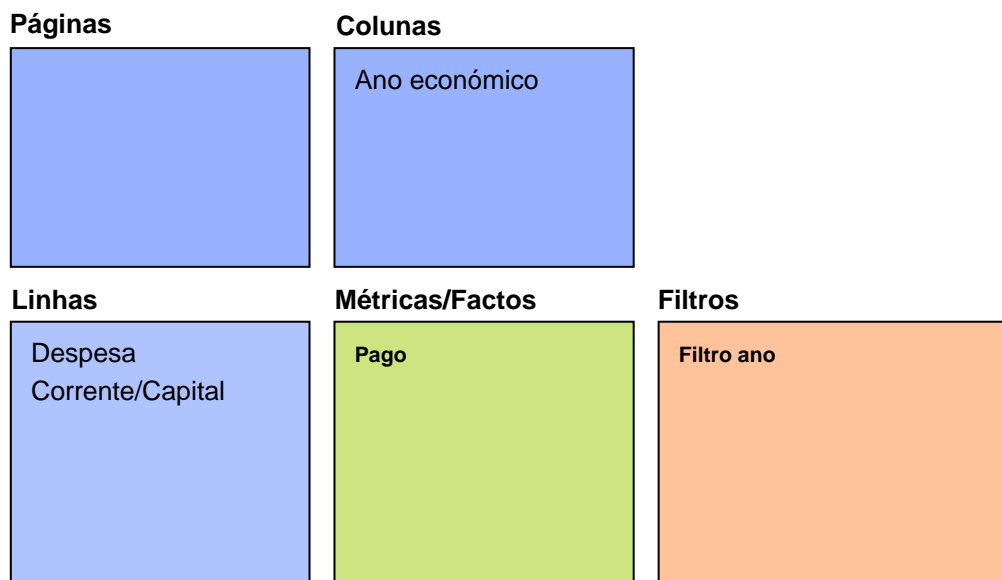 Páginas
Colunas
Ano económico
Linhas
Métricas/Factos
Filtros
Despesa
Corrente/Capital
Pago
Filtro ano